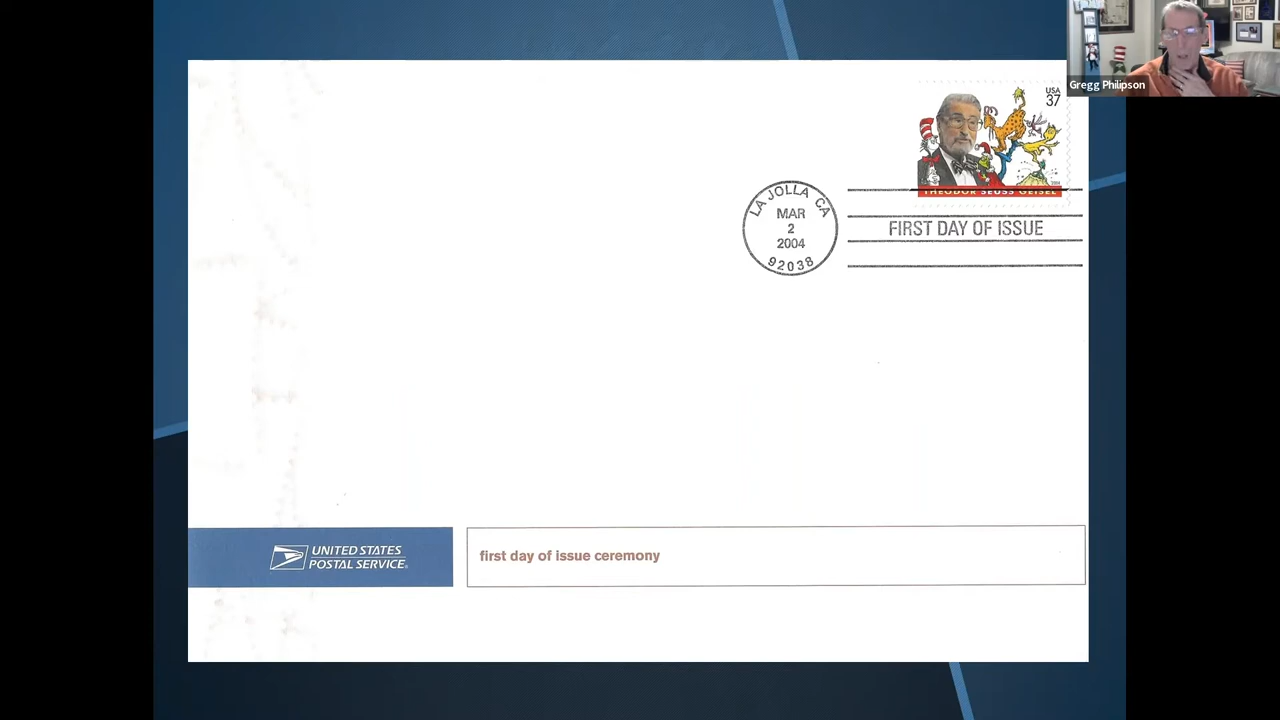 Gregg Philipson
USA
37
THEODOR SEUSS GEISEL
LA JOLLA CA
MAR
2
2004
92038
FIRST DAY OF ISSUE
UNITED STATES
POSTAL SERVICE®
first day of issue ceremony